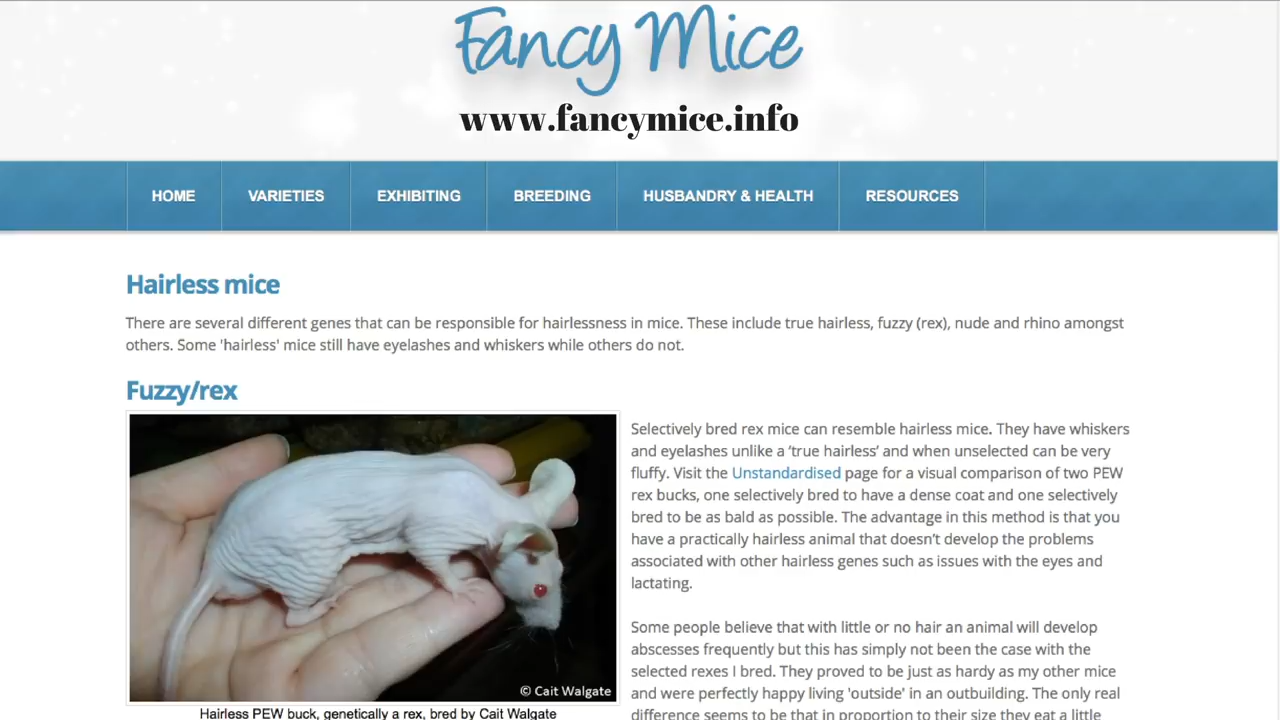 Fancy Mice
www.fancymice.info
HOME VARIETIES EXHIBITING BREEDING HUSBANDRY & HEALTH RESOURCES
Hairless mice
There are several different genes that can be responsible for hairlessness in mice. These include true hairless, fuzzy (rex), nude and rhino amongst
others. Some 'hairless' mice still have eyelashes and whiskers while others do not.
Fuzzy/rex
Selectively bred rex mice can resemble hairless mice. They have whiskers
and eyelashes unlike a ‘true hairless’ and when unselected can be very
fluffy. Visit the Unstandardised page for a visual comparison of two PEW
rex bucks, one selectively bred to have a dense coat and one selectively
bred to be as bald as possible. The advantage in this method is that you
have a practically hairless animal that doesn’t develop the problems
associated with other hairless genes such as issues with the eyes and
lactating.
Some people believe that with little or no hair an animal will develop
abscesses frequently but this has simply not been the case with the
selected rexes I bred. They proved to be just as hardy as my other mice
and were perfectly happy living 'outside' in an outbuilding. The only real
difference seems to be that in proportion to their size they eat a little
© Cait Walgate
Hairless PEW buck, genetically a rex, bred by Cait Walgate